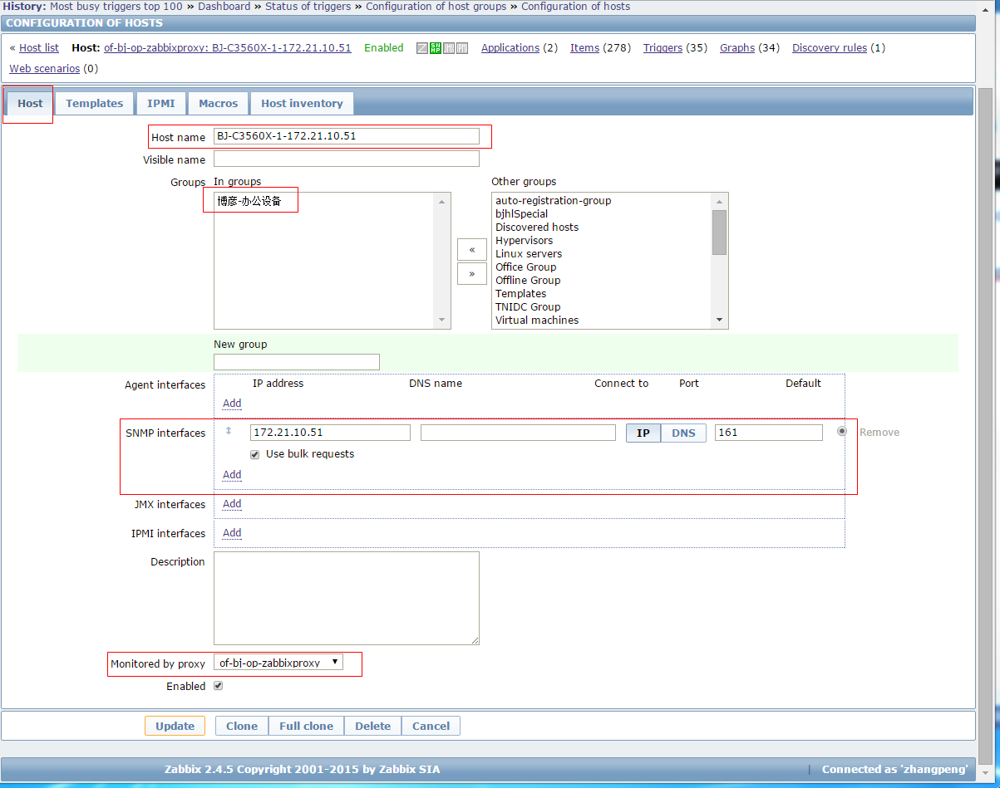 History: Most busy triggers top 100 » Dashboard » Status of triggers » Configuration of host groups » Configuration of hosts
CONFIGURATION OF HOSTS
« Host list Host: of-bj-op-zabbixproxy: BJ-C3560X-1-172.21.10.51 Enabled Z SNMP JMX IPMI Applications (2) Items (278) Triggers (35) Graphs (34) Discovery rules (1)
Web scenarios (0)
Host Templates IPMI Macros Host inventory
Host name BJ-C3560X-1-172.21.10.51
Visible name
Groups In groups Other groups
博彦-办公设备 auto-registration-group
bjhlSpecial
Discovered hosts
Hypervisors
« Linux servers
Office Group
» Offline Group
Templates
TNIDC Group
Virtual machines
New group
Agent interfaces IP address DNS name Connect to Port Default
Add
SNMP interfaces 172.21.10.51 IP DNS 161 Remove
Use bulk requests
Add
JMX interfaces Add
IPMI interfaces Add
Description
Monitored by proxy of-bj-op-zabbixproxy
Enabled
Update Clone Full clone Delete Cancel
Zabbix 2.4.5 Copyright 2001-2015 by Zabbix SIA | Connected as 'zhangpeng'